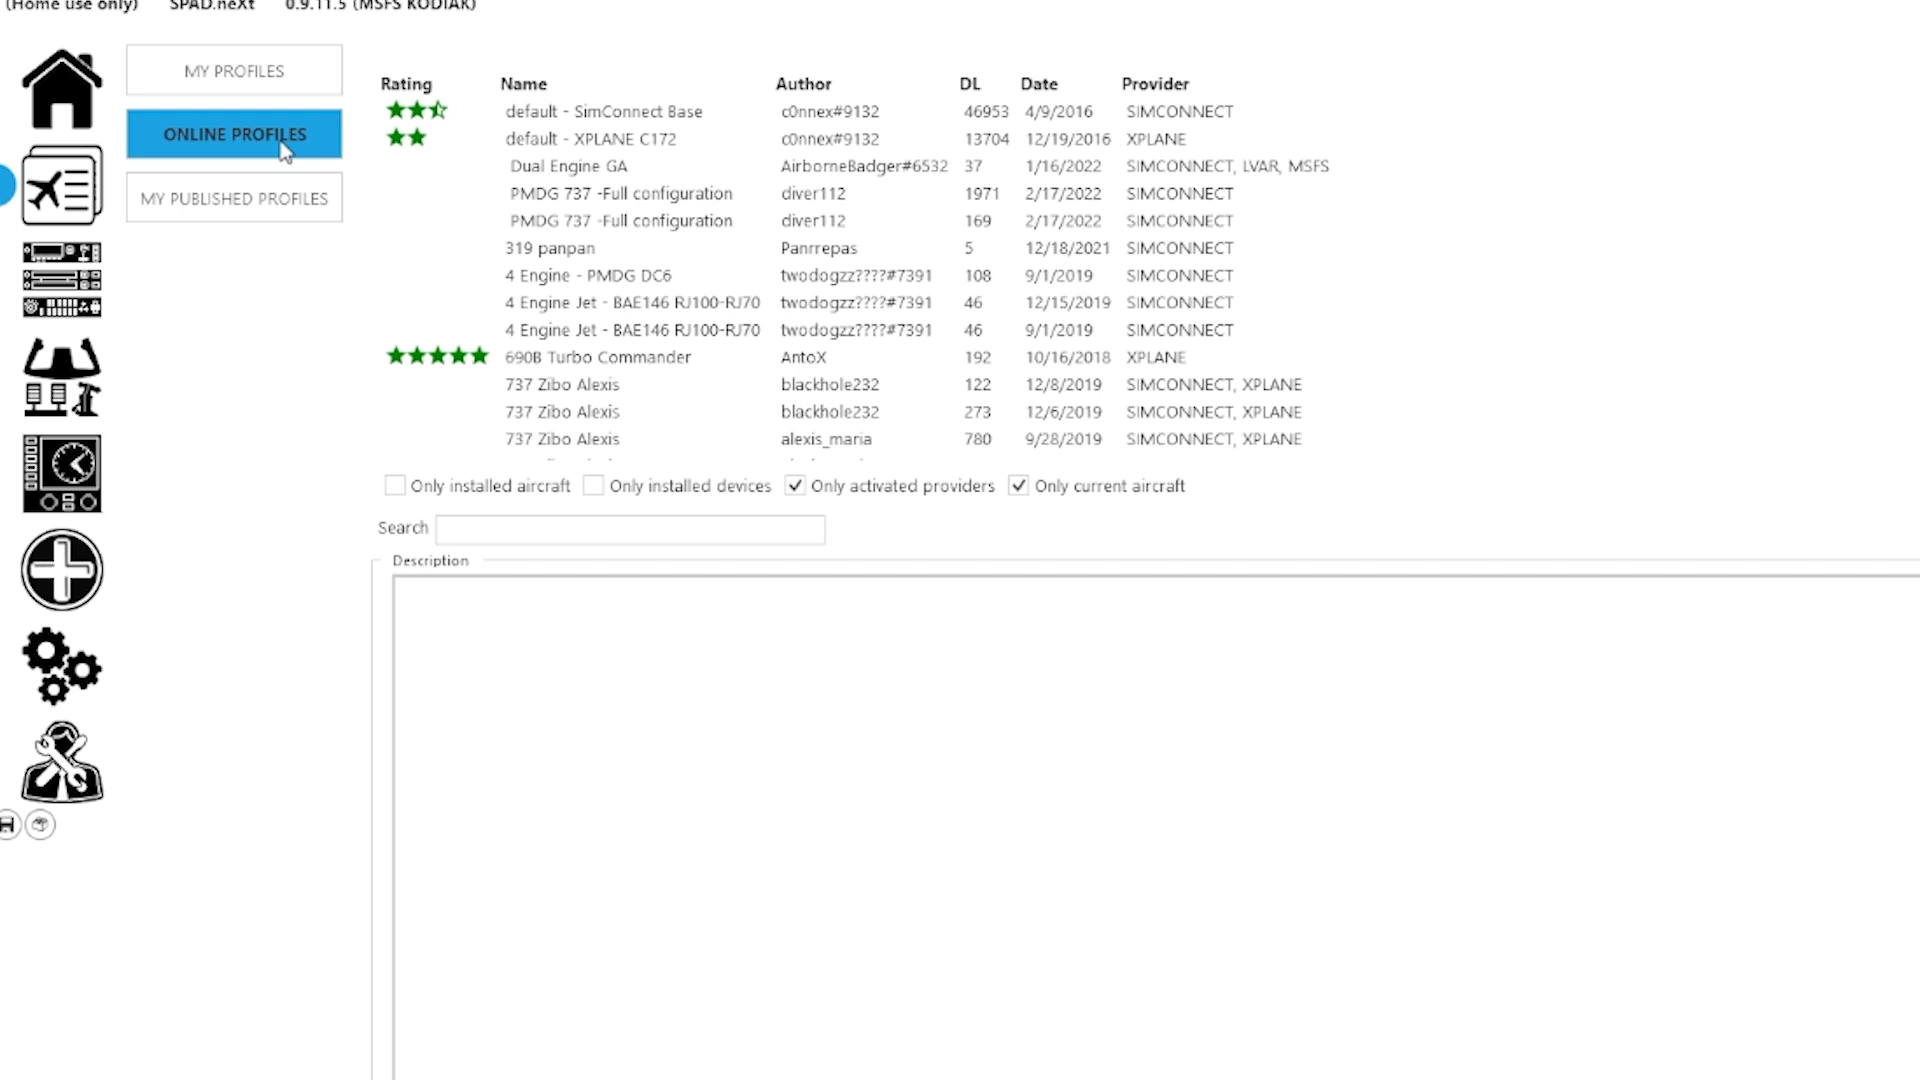 (Home use only) SPAD.neXt 0.9.11.5 (MSFS KODIAK)
MY PROFILES
ONLINE PROFILES
MY PUBLISHED PROFILES
Rating Name Author DL Date Provider
default - SimConnect Base c0nnex#9132 46953 4/9/2016 SIMCONNECT
default - XPLANE C172 c0nnex#9132 13704 12/19/2016 XPLANE
Dual Engine GA AirborneBadger#6532 37 1/16/2022 SIMCONNECT, LVAR, MSFS
PMDG 737 -Full configuration diver112 1971 2/17/2022 SIMCONNECT
PMDG 737 -Full configuration diver112 169 2/17/2022 SIMCONNECT
319 panpan Panrrepas 5 12/18/2021 SIMCONNECT
4 Engine - PMDG DC6 twodogzz????#7391 108 9/1/2019 SIMCONNECT
4 Engine Jet - BAE146 RJ100-RJ70 twodogzz????#7391 46 12/15/2019 SIMCONNECT
4 Engine Jet - BAE146 RJ100-RJ70 twodogzz????#7391 46 9/1/2019 SIMCONNECT
690B Turbo Commander AntoX 192 10/16/2018 XPLANE
737 Zibo Alexis blackhole232 122 12/8/2019 SIMCONNECT, XPLANE
737 Zibo Alexis blackhole232 273 12/6/2019 SIMCONNECT, XPLANE
737 Zibo Alexis alexis_maria 780 9/28/2019 SIMCONNECT, XPLANE
Only installed aircraft Only installed devices Only activated providers Only current aircraft
Search
Description